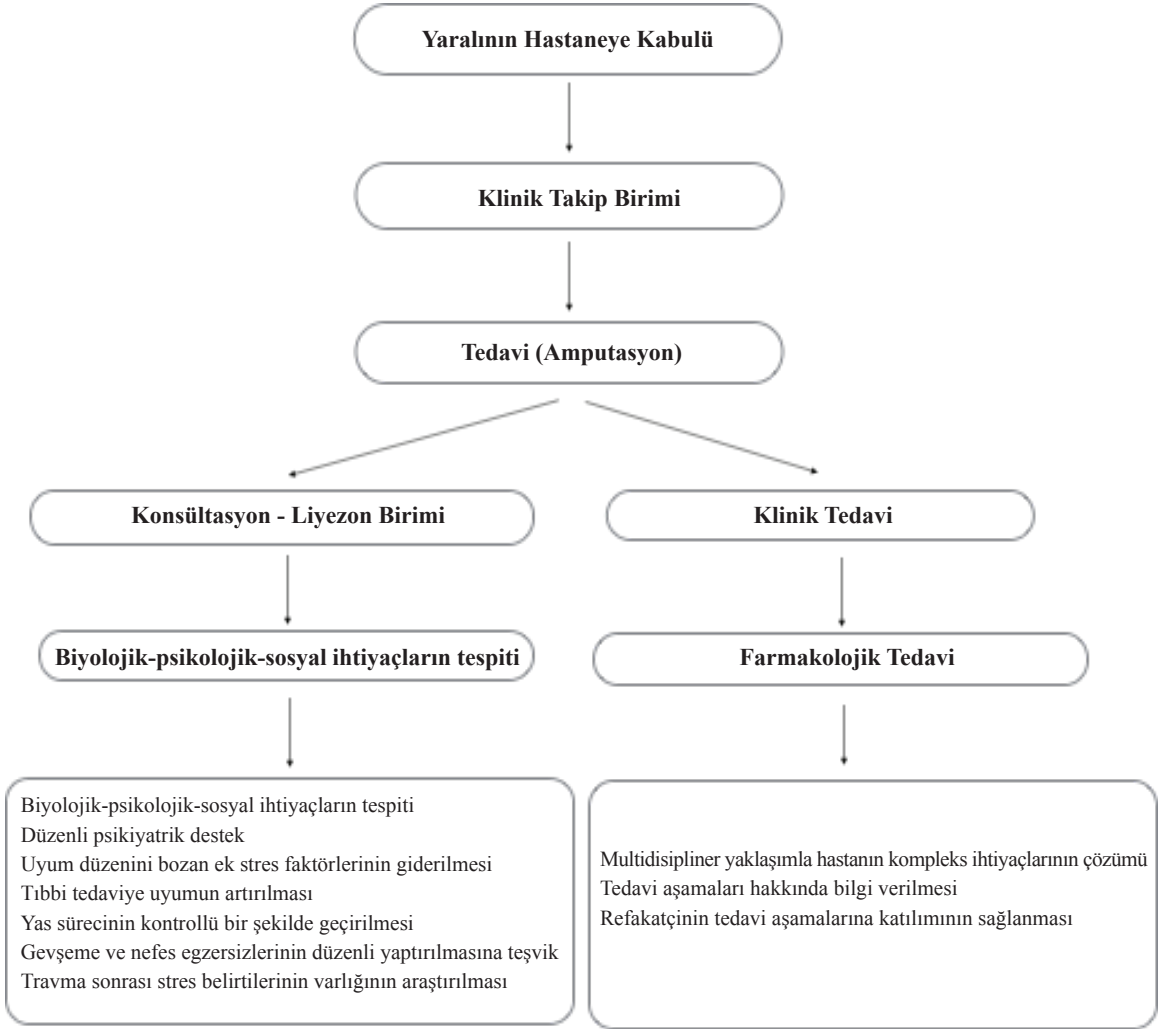 Yaralının Hastaneye Kabulü
Klinik Takip Birimi
Tedavi (Amputasyon)
Konsültasyon - Liyezon Birimi
Klinik Tedavi
Biyolojik-psikolojik-sosyal ihtiyaçların tespiti
Farmakolojik Tedavi
Biyolojik-psikolojik-sosyal ihtiyaçların tespiti
Düzenli psikiyatrik destek
Uyum düzenini bozan ek stres faktörlerinin giderilmesi
Tıbbi tedaviye uyumun artırılması
Yas sürecinin kontrollü bir şekilde geçirilmesi
Gevşeme ve nefes egzersizlerinin düzenli yaptırılmasına teşvik
Travma sonrası stres belirtilerinin varlığının araştırılması
Multidisipliner yaklaşımla hastanın kompleks ihtiyaçlarının çözümü
Tedavi aşamaları hakkında bilgi verilmesi
Refakatçinin tedavi aşamalarına katılımının sağlanması